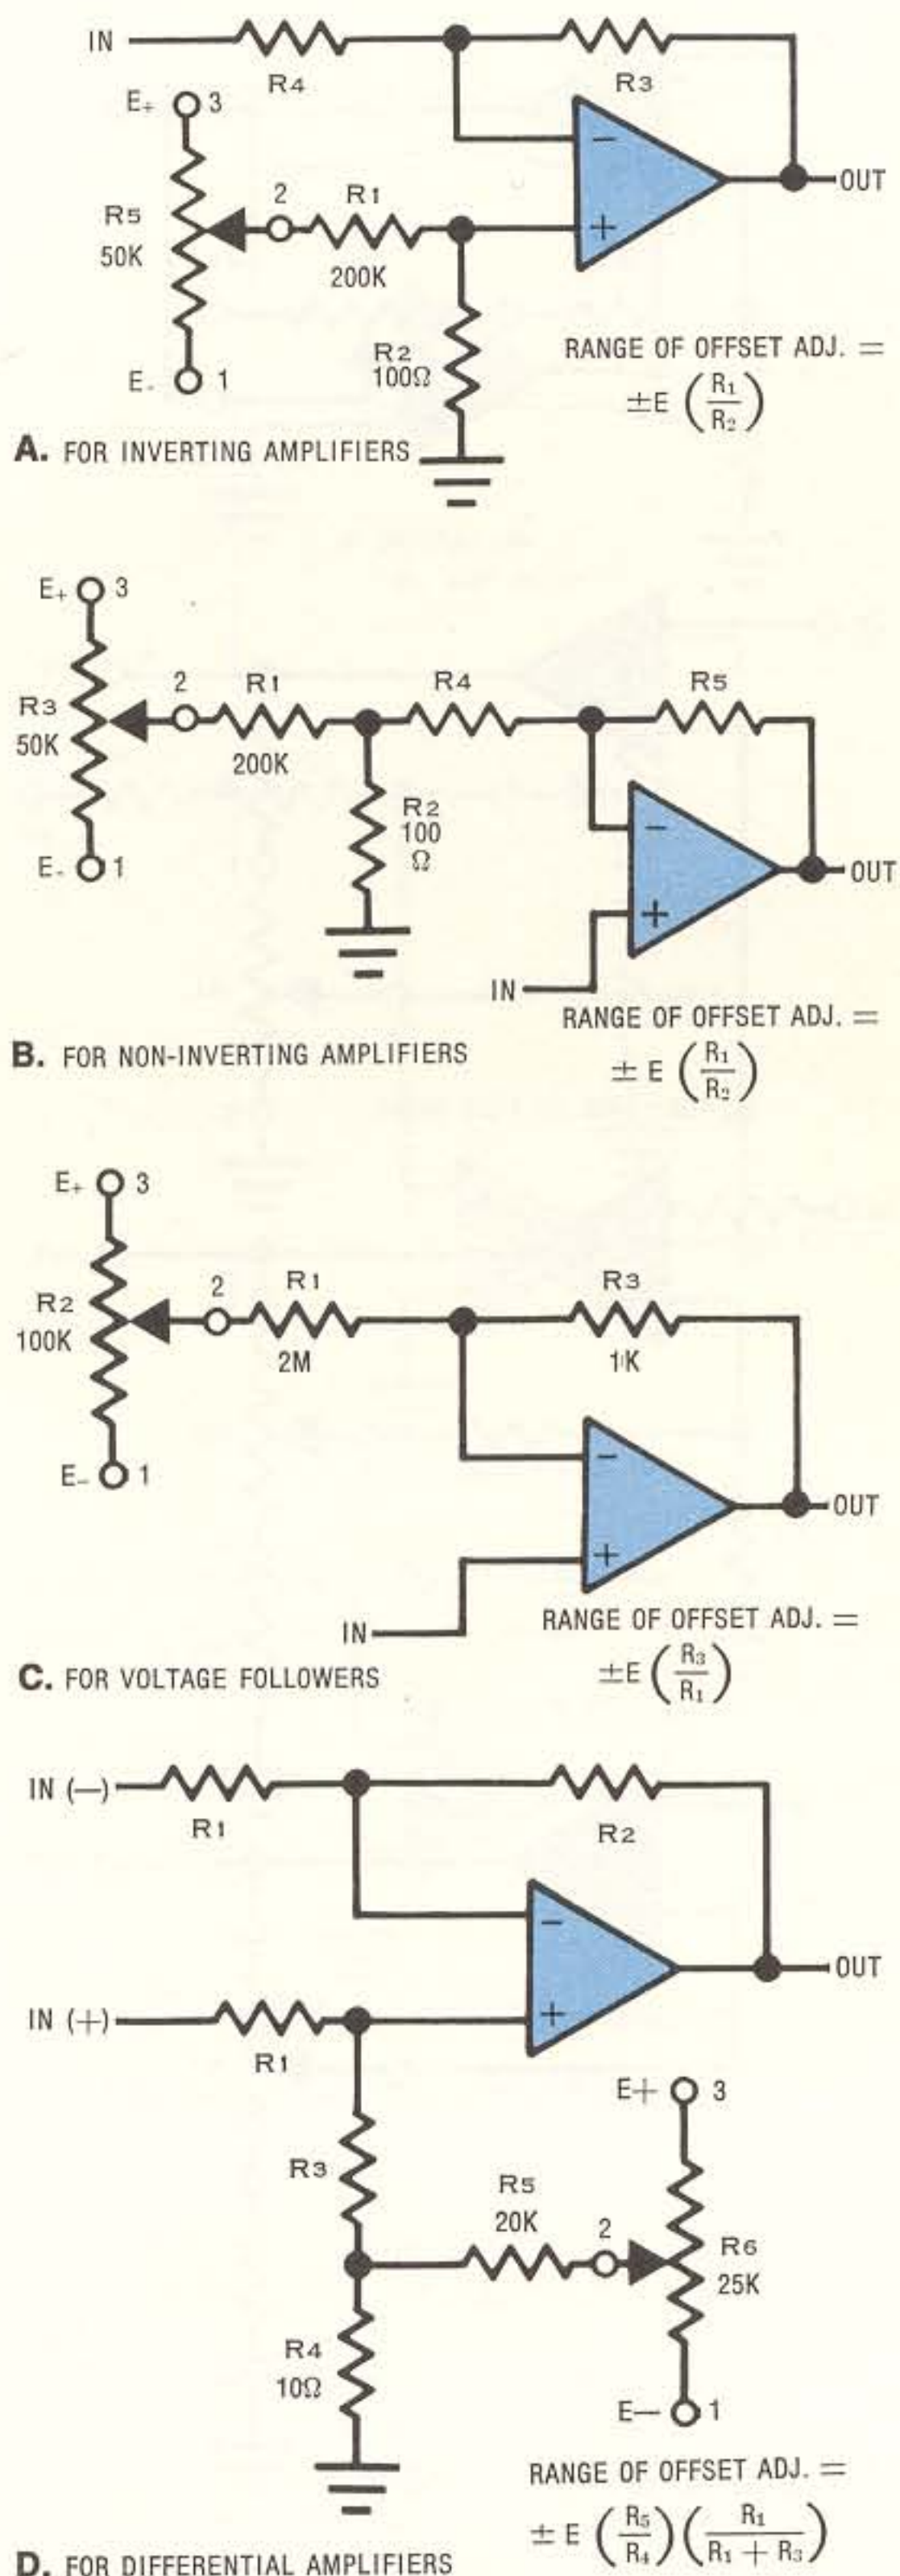 IN
R4
R3
E+ 3
R5
50K
2
R1
200K
−
+
OUT
R2
100Ω
E- 1
RANGE OF OFFSET ADJ. =
±E (R1/R2)
A. FOR INVERTING AMPLIFIERS
E+ 3
R3
50K
2
R1
200K
R4
R5
R2
100
Ω
−
+
OUT
E- 1
IN
RANGE OF OFFSET ADJ. =
± E (R1/R2)
B. FOR NON-INVERTING AMPLIFIERS
E+ 3
R2
100K
2
R1
2M
R3
1K
E- 1
−
+
OUT
IN
RANGE OF OFFSET ADJ. =
±E (R3/R1)
C. FOR VOLTAGE FOLLOWERS
IN (−)
R1
R2
−
+
OUT
IN (+)
R1
E+ 3
R3
R5
20K
2
R6
25K
R4
10Ω
E− 1
RANGE OF OFFSET ADJ. =
± E (R5/R4) (R1/R1 + R3)
D. FOR DIFFERENTIAL AMPLIFIERS